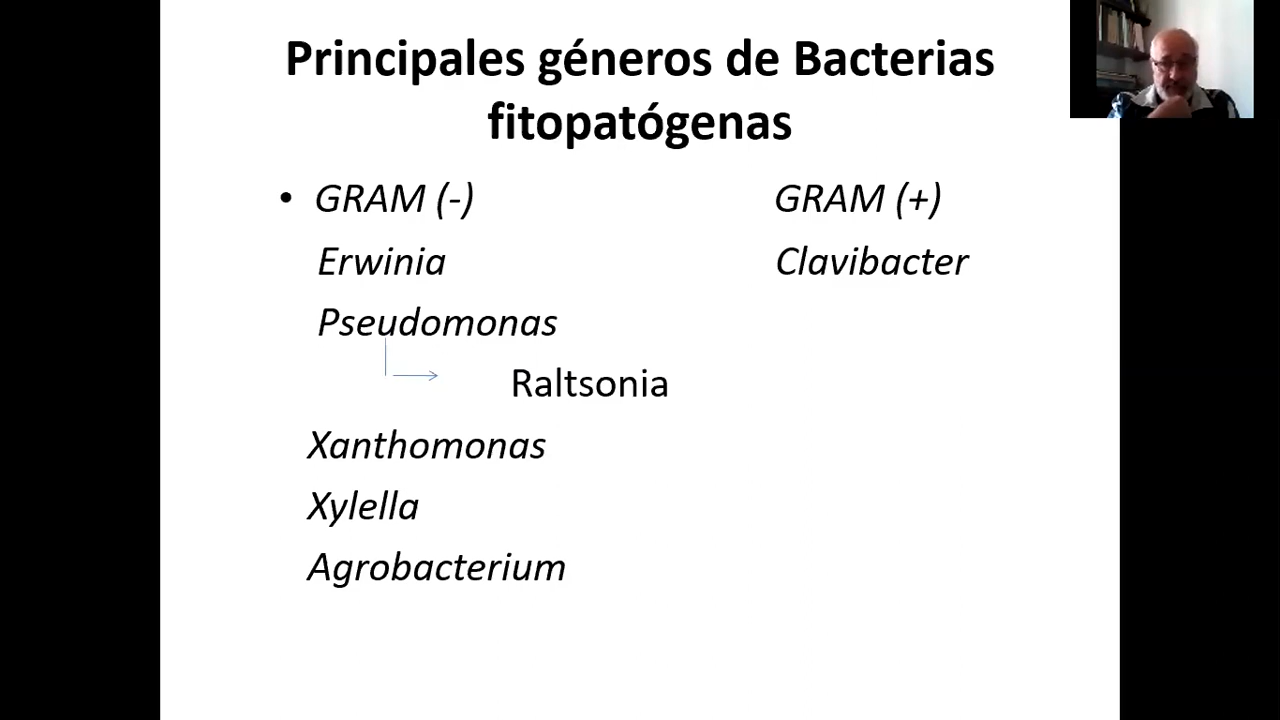 Principales géneros de Bacterias
fitopatógenas
• GRAM (-) GRAM (+)
Erwinia Clavibacter
Pseudomonas
Raltsonia
Xanthomonas
Xylella
Agrobacterium